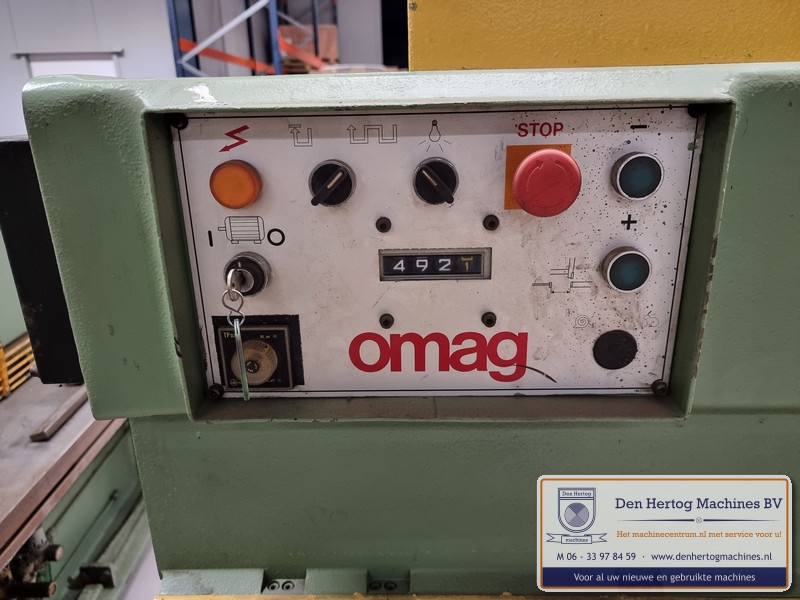 STOP
-
+
I O
4921
omag
Den Hertog
machines
Den Hertog Machines BV
Het machinecentrum.nl met service voor u!
M 06 - 33 97 84 59 · www.denhertogmachines.nl
Voor al uw nieuwe en gebruikte machines